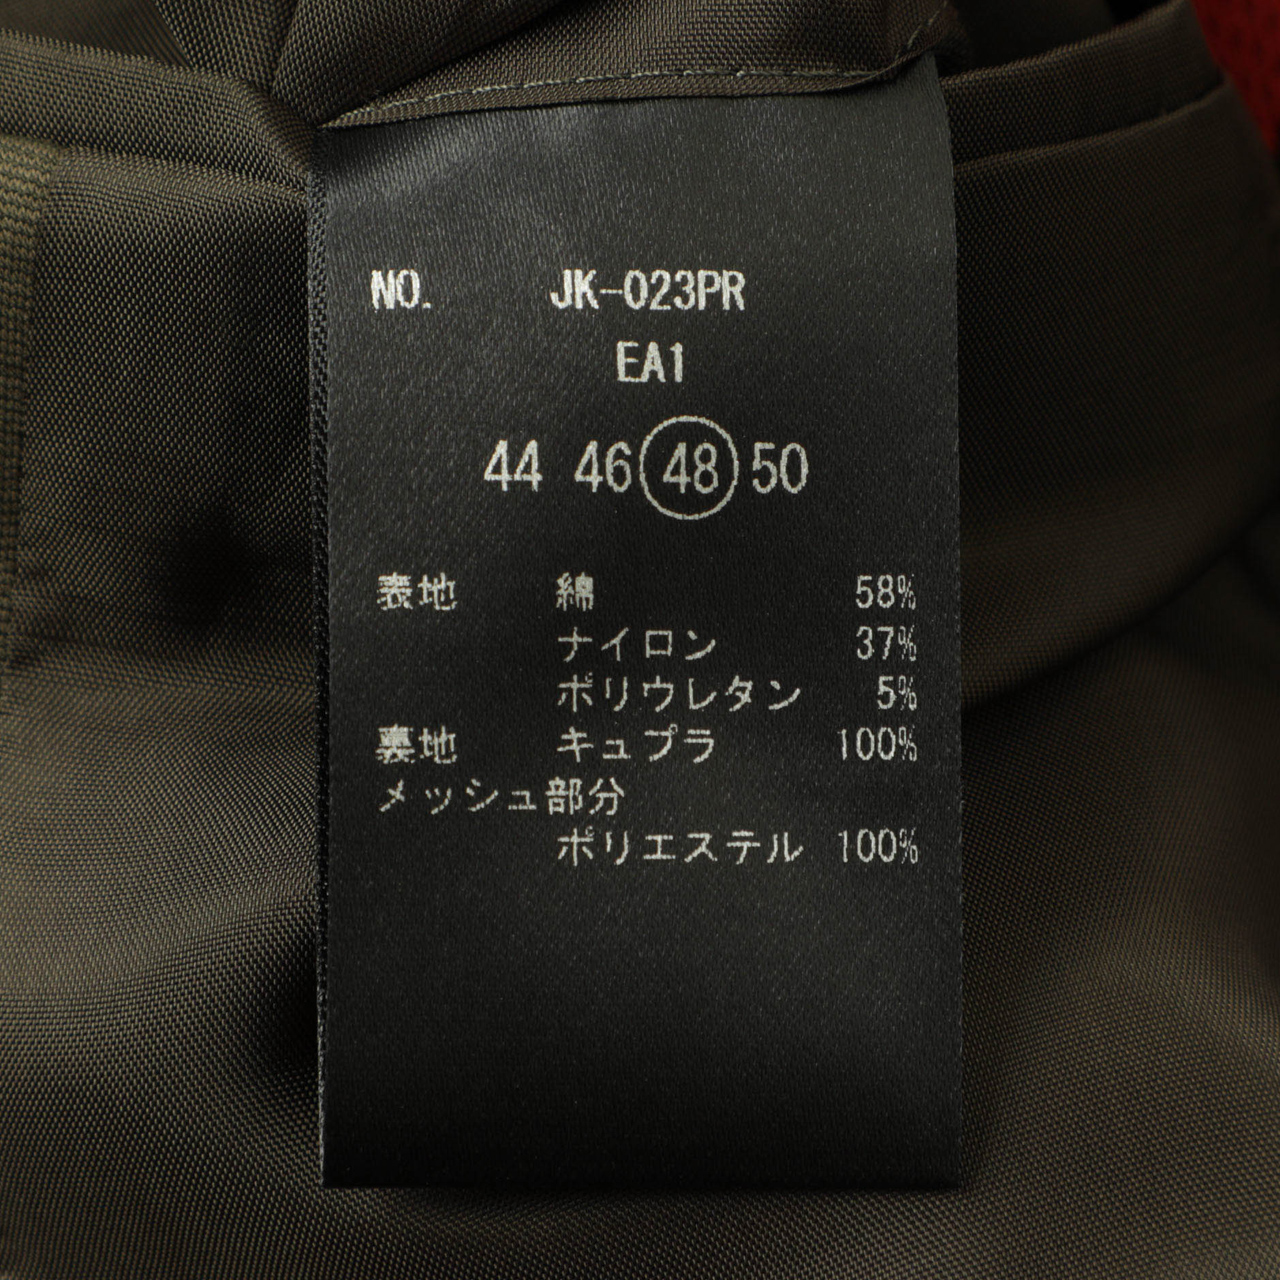 NO. JK-023PR
EA1
44 46 48 50
表地 綿 58%
ナイロン 37%
ポリウレタン 5%
裏地 キュプラ 100%
メッシュ部分
ポリエステル 100%